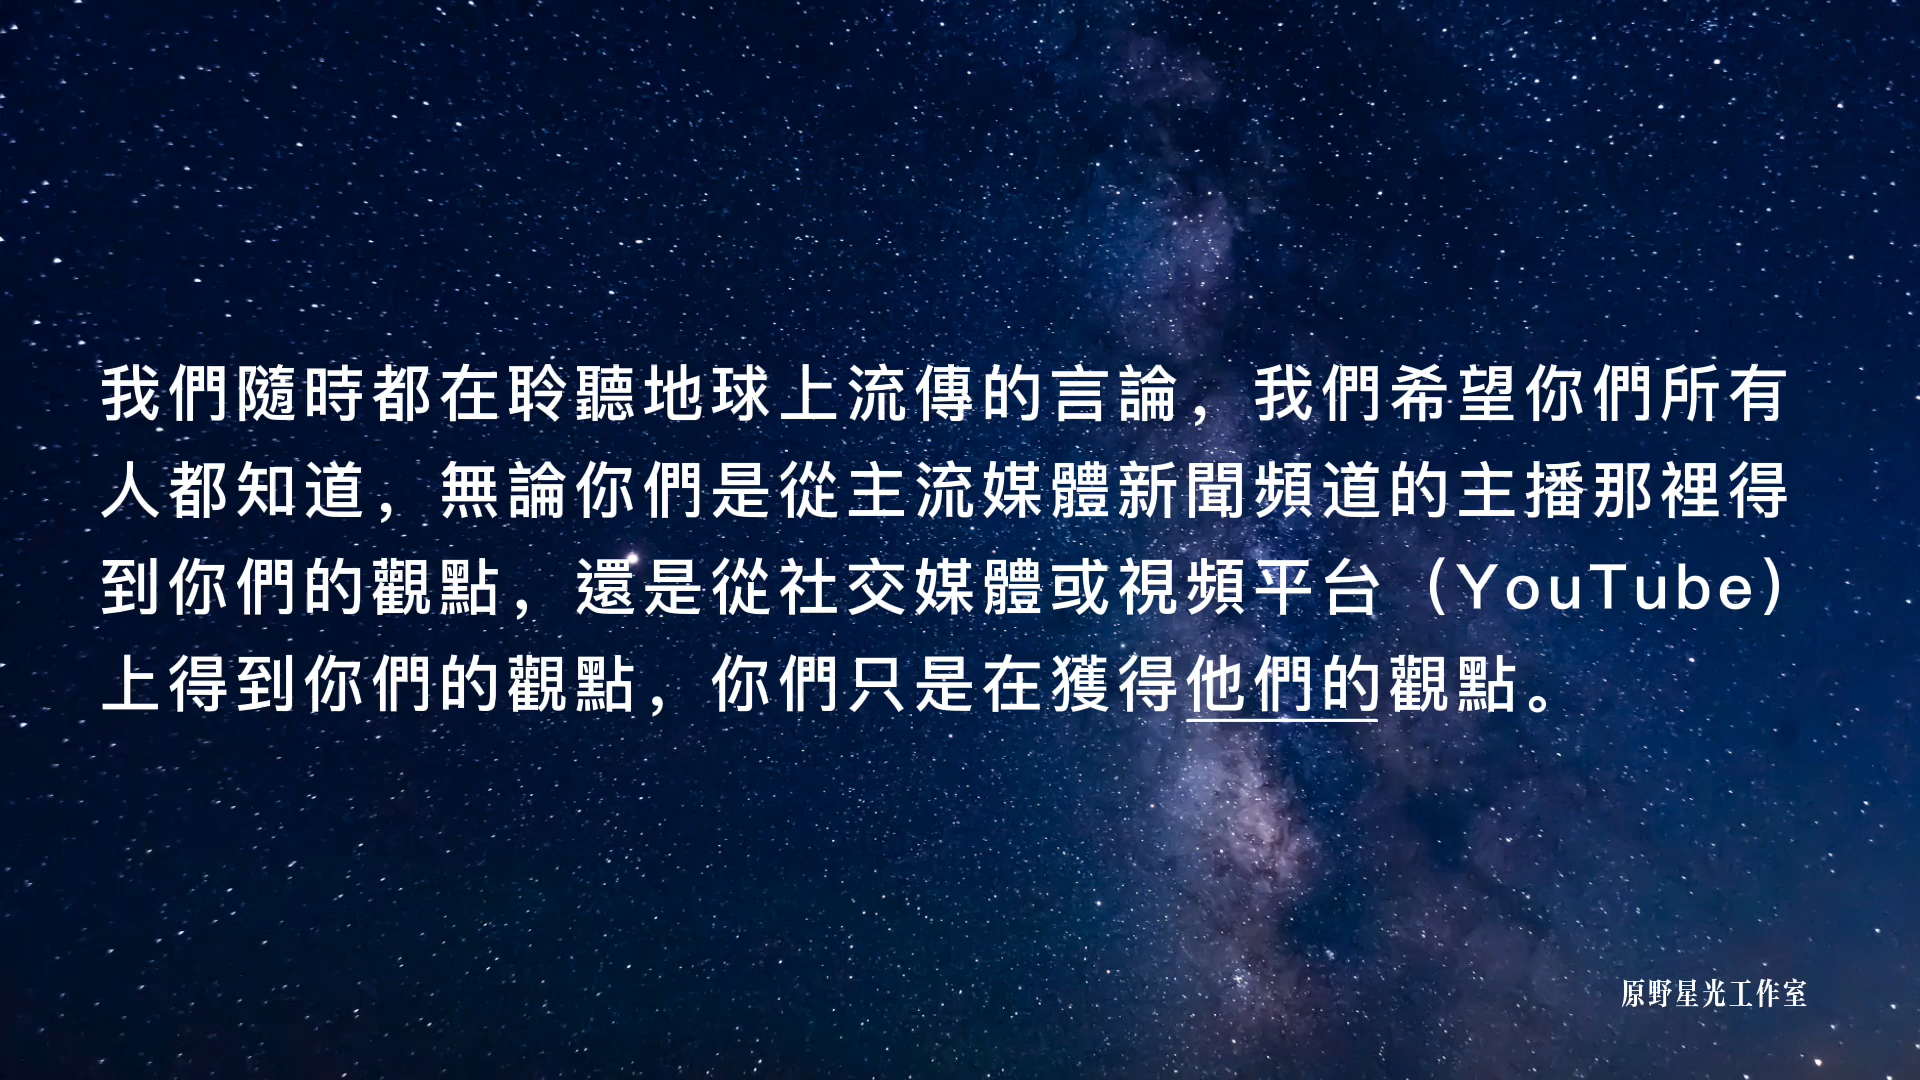 我們隨時都在聆聽地球上流傳的言論，我們希望你們所有
人都知道，無論你們是從主流媒體新聞頻道的主播那裡得
到你們的觀點，還是從社交媒體或視頻平台（YouTube）
上得到你們的觀點，你們只是在獲得他們的觀點。
原野星光工作室